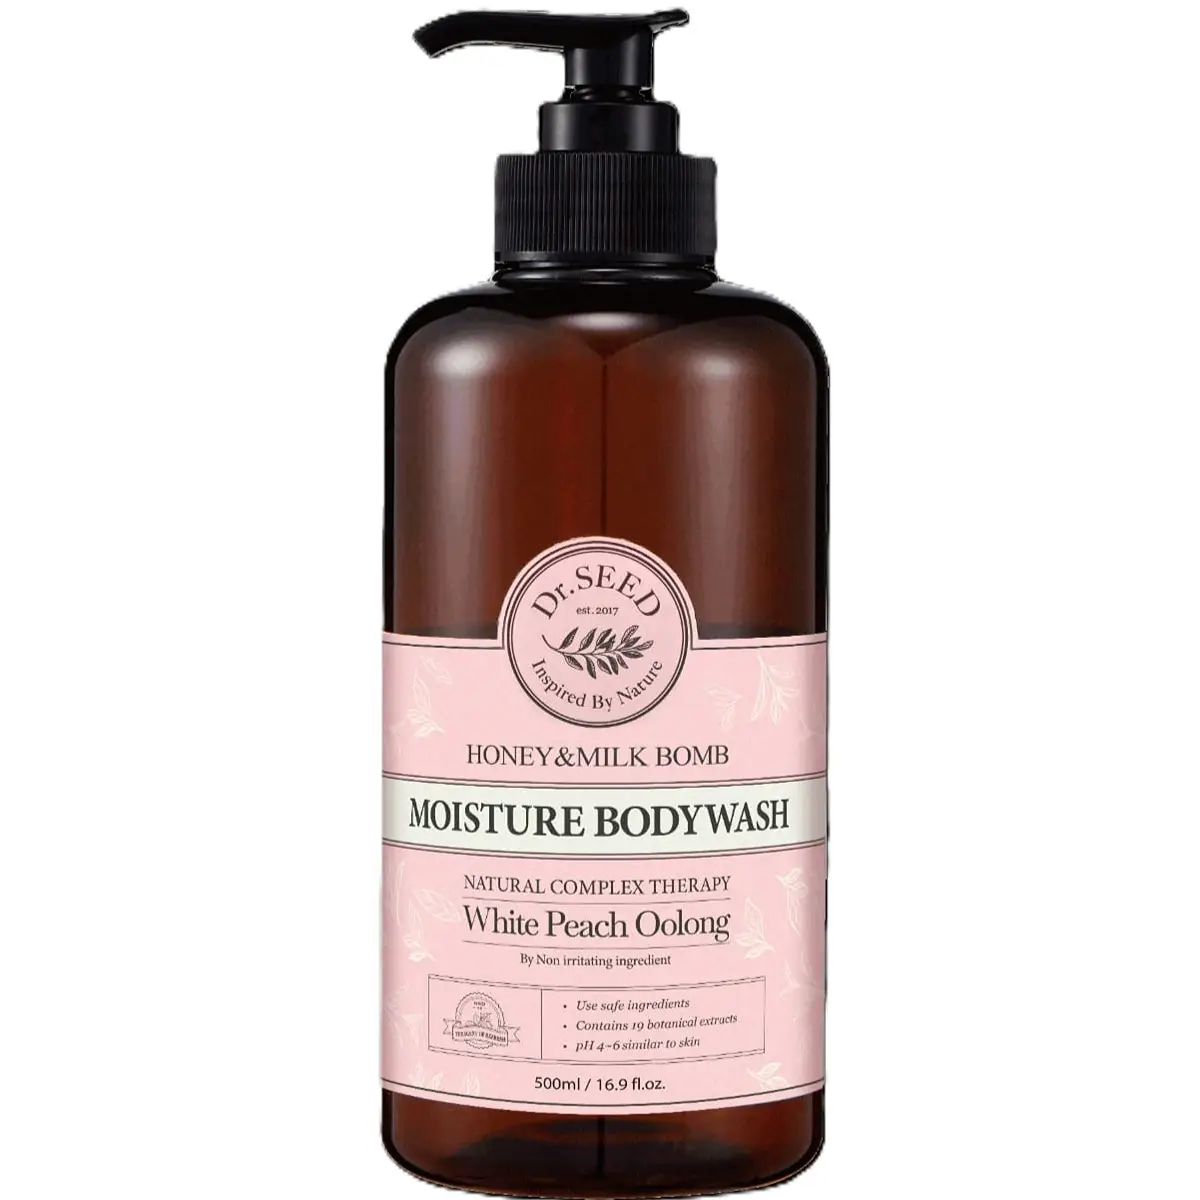 Dr.SEED
est. 2017
Inspired By Nature
HONEY&MILK BOMB
MOISTURE BODYWASH
NATURAL COMPLEX THERAPY
White Peach Oolong
By Non irritating ingredient
• Use safe ingredients
• Contains 19 botanical extracts
• pH 4~6 similar to skin
500ml / 16.9 fl.oz.